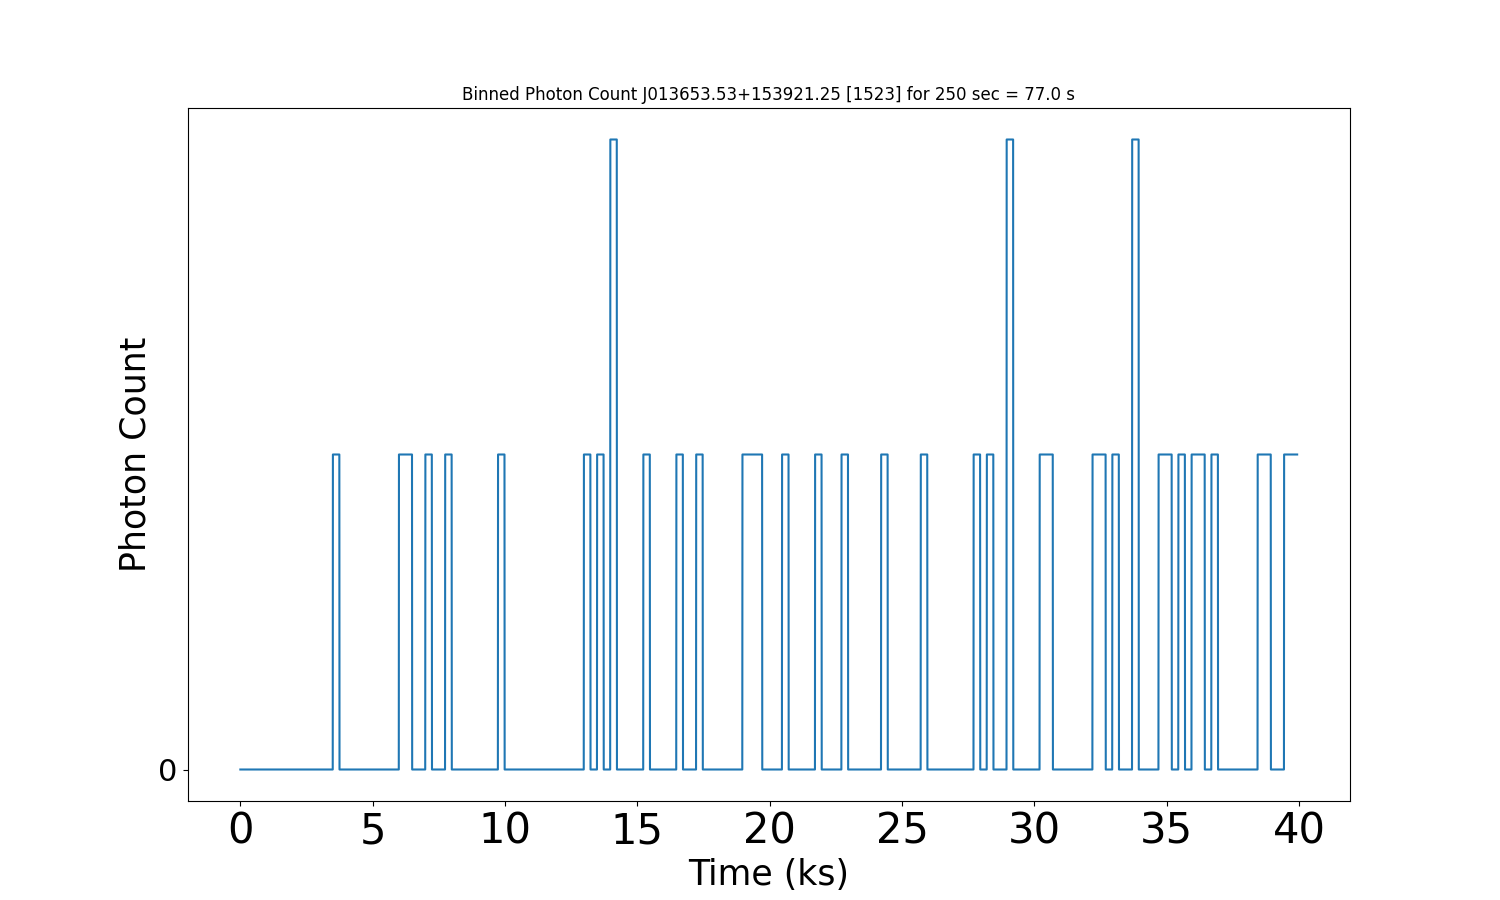 Binned Photon Count J013653.53+153921.25 [1523] for 250 sec = 77.0 s
Photon Count
0
0 5 10 15 20 25 30 35 40
Time (ks)